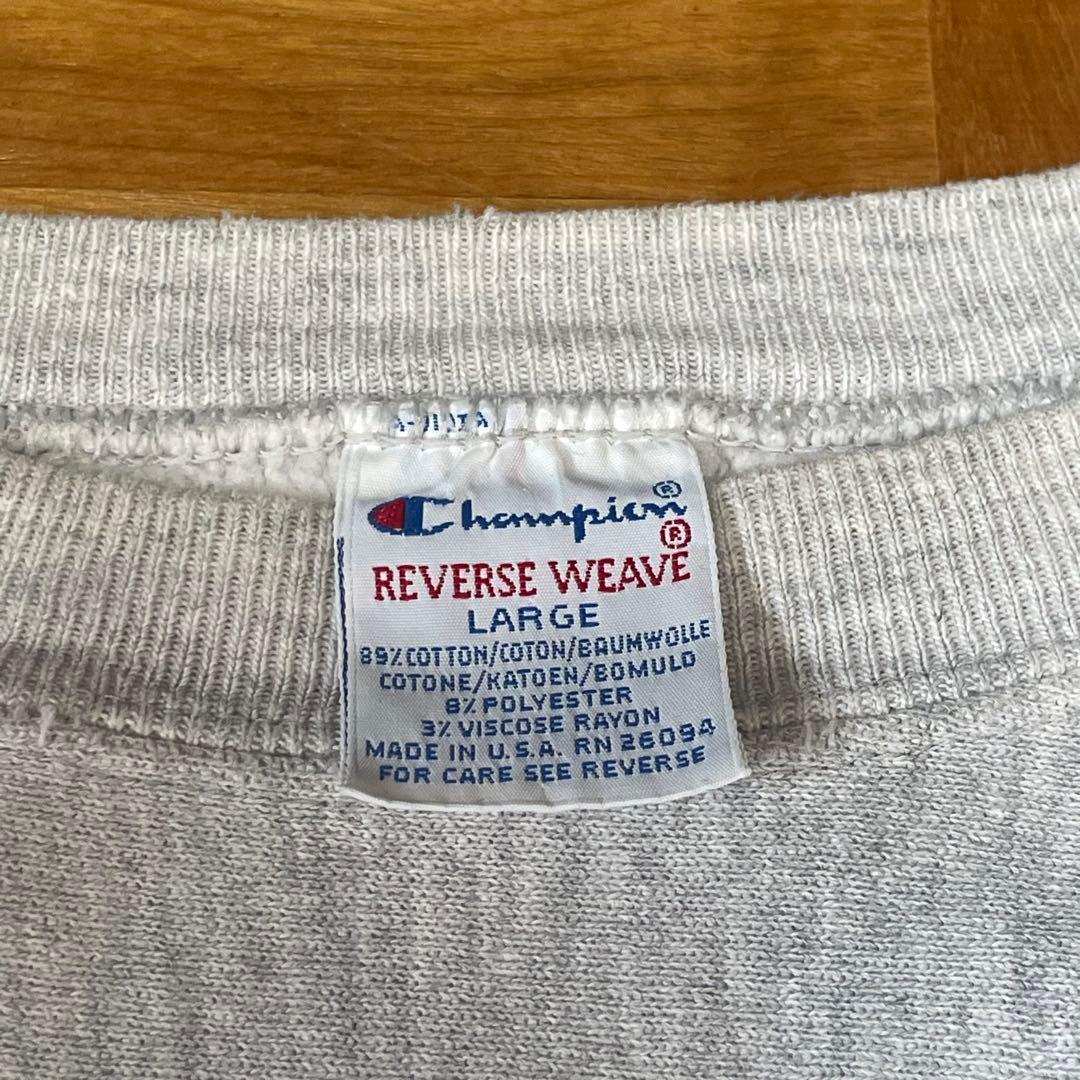 Champion®
REVERSE WEAVE®
LARGE
89% COTTON/COTON/BAUMWOLLE
COTONE/KATOEN/BOMULD
8% POLYESTER
3% VISCOSE RAYON
MADE IN U.S.A. RN 26094
FOR CARE SEE REVERSE